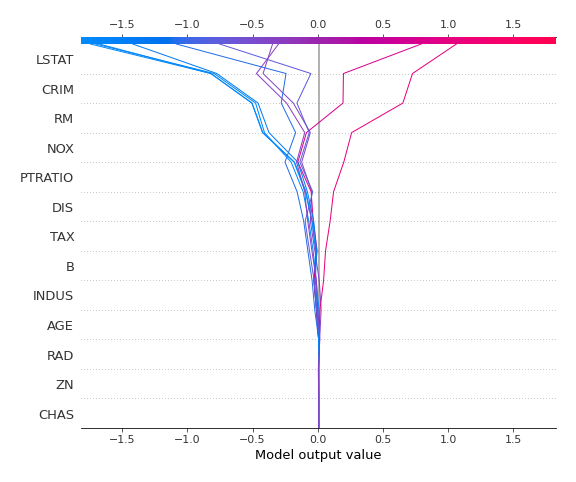 −1.5 −1.0 −0.5 0.0 0.5 1.0 1.5
LSTAT
CRIM
RM
NOX
PTRATIO
DIS
TAX
B
INDUS
AGE
RAD
ZN
CHAS
−1.5 −1.0 −0.5 0.0 0.5 1.0 1.5
Model output value